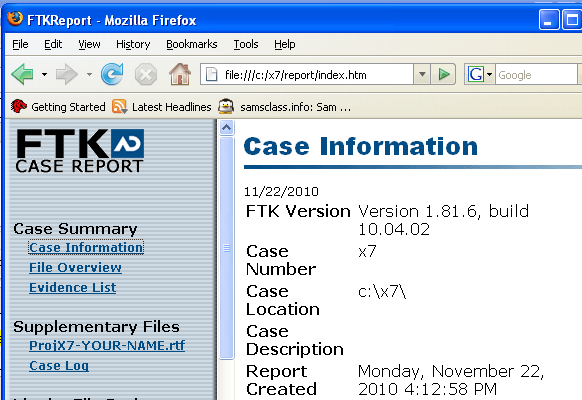 FTKReport - Mozilla Firefox
File Edit View History Bookmarks Tools Help
file:///c:/x7/report/index.htm
G Google
Getting Started Latest Headlines samsclass.info: Sam ...
FTK AD
CASE REPORT
Case Summary
Case Information
File Overview
Evidence List
Supplementary Files
ProjX7-YOUR-NAME.rtf
Case Log
Case Information
11/22/2010
FTK Version Version 1.81.6, build
10.04.02
Case x7
Number
Case c:\x7\
Location
Case
Description
Report Monday, November 22,
Created 2010 4:12:58 PM